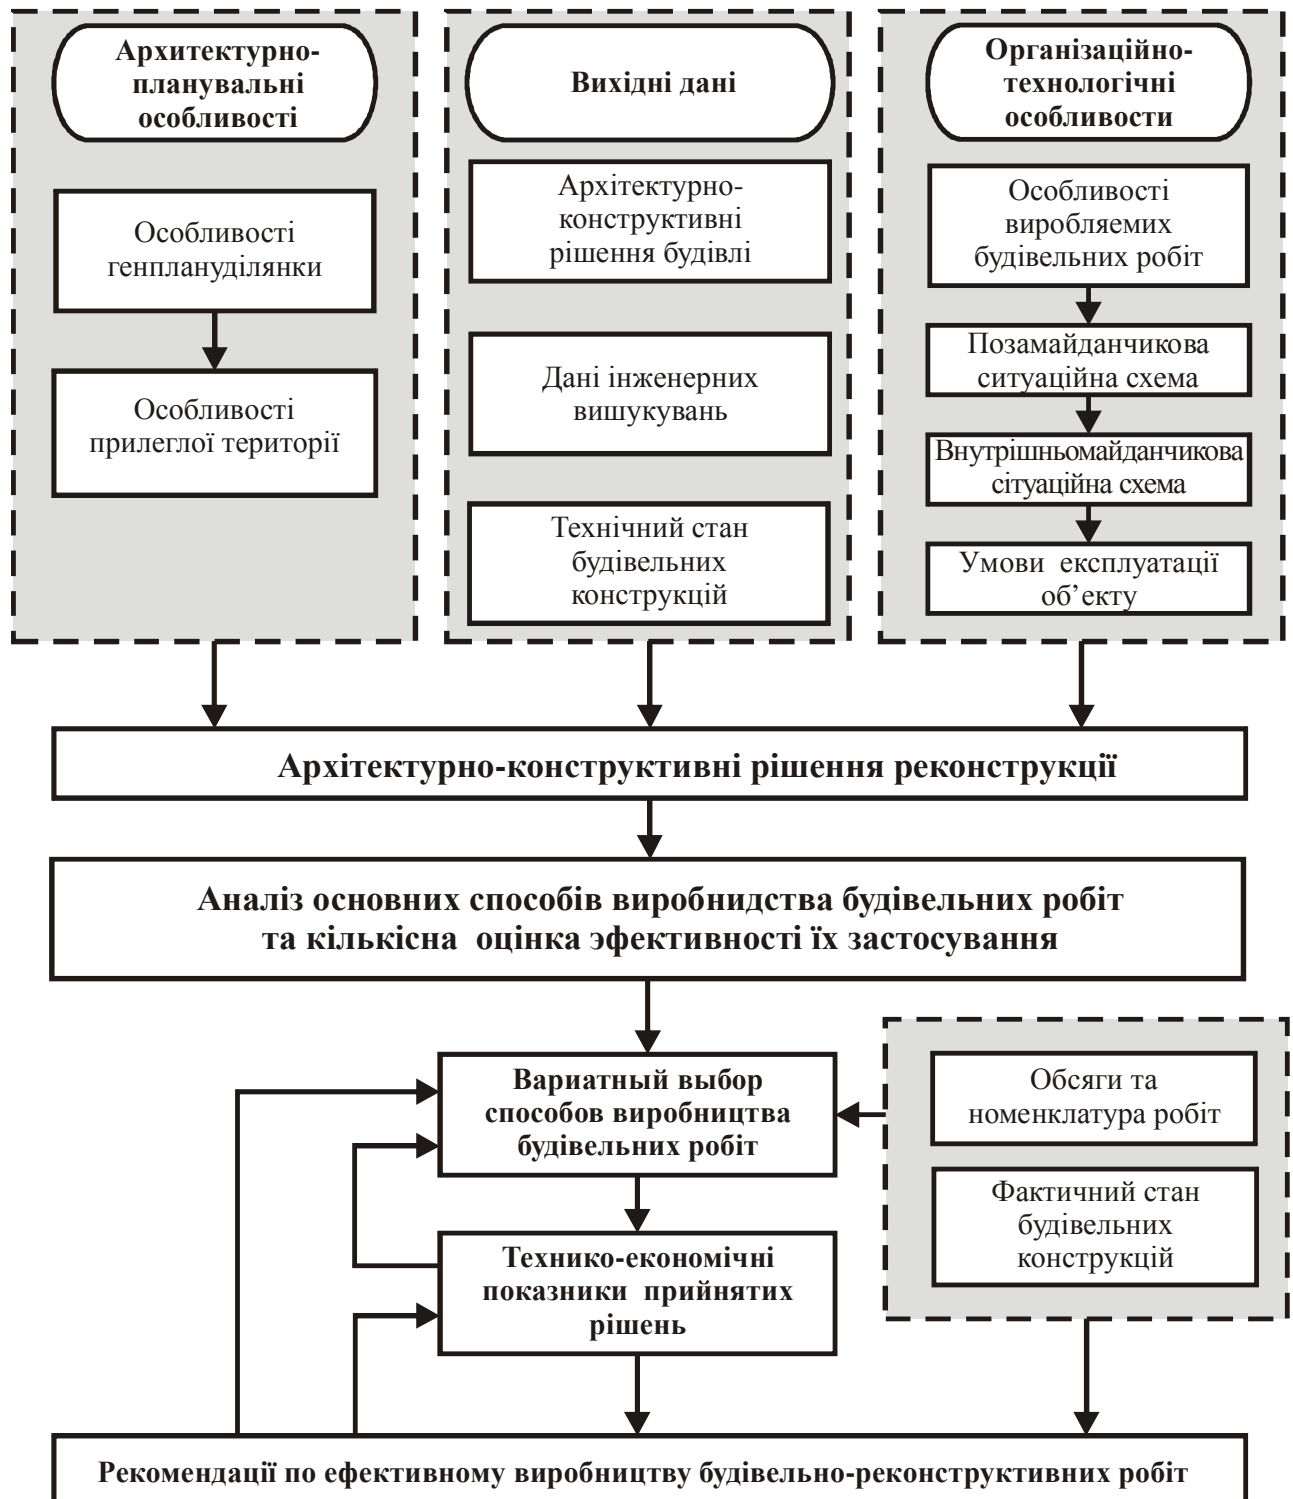 Архитектурно-
планувальні
особливості
Особливості
генплануділянки
Особливості
прилеглої території
Вихідні дані
Архітектурно-
конструктивні
рішення будівлі
Дані інженерних
вишукувань
Технічний стан
будівельних
конструкцій
Організаційно-
технологічні
особливости
Особливості
виробляемих
будівельних робіт
Позамайданчикова
ситуаційна схема
Внутрішньомайданчикова
сітуаційна схема
Умови експлуатації
об’екту
Архітектурно-конструктивні рішення реконструкції
Аналіз основних способів виробнидства будівельних робіт
та кількісна оцінка эфективності їх застосування
Вариатный выбор
способов виробництва
будівельних робіт
Обсяги та
номенклатура робіт
Фактичний стан
будівельних
конструкцій
Технико-економічні
показники прийнятих
рішень
Рекомендації по ефективному виробництву будівельно-реконструктивних робіт